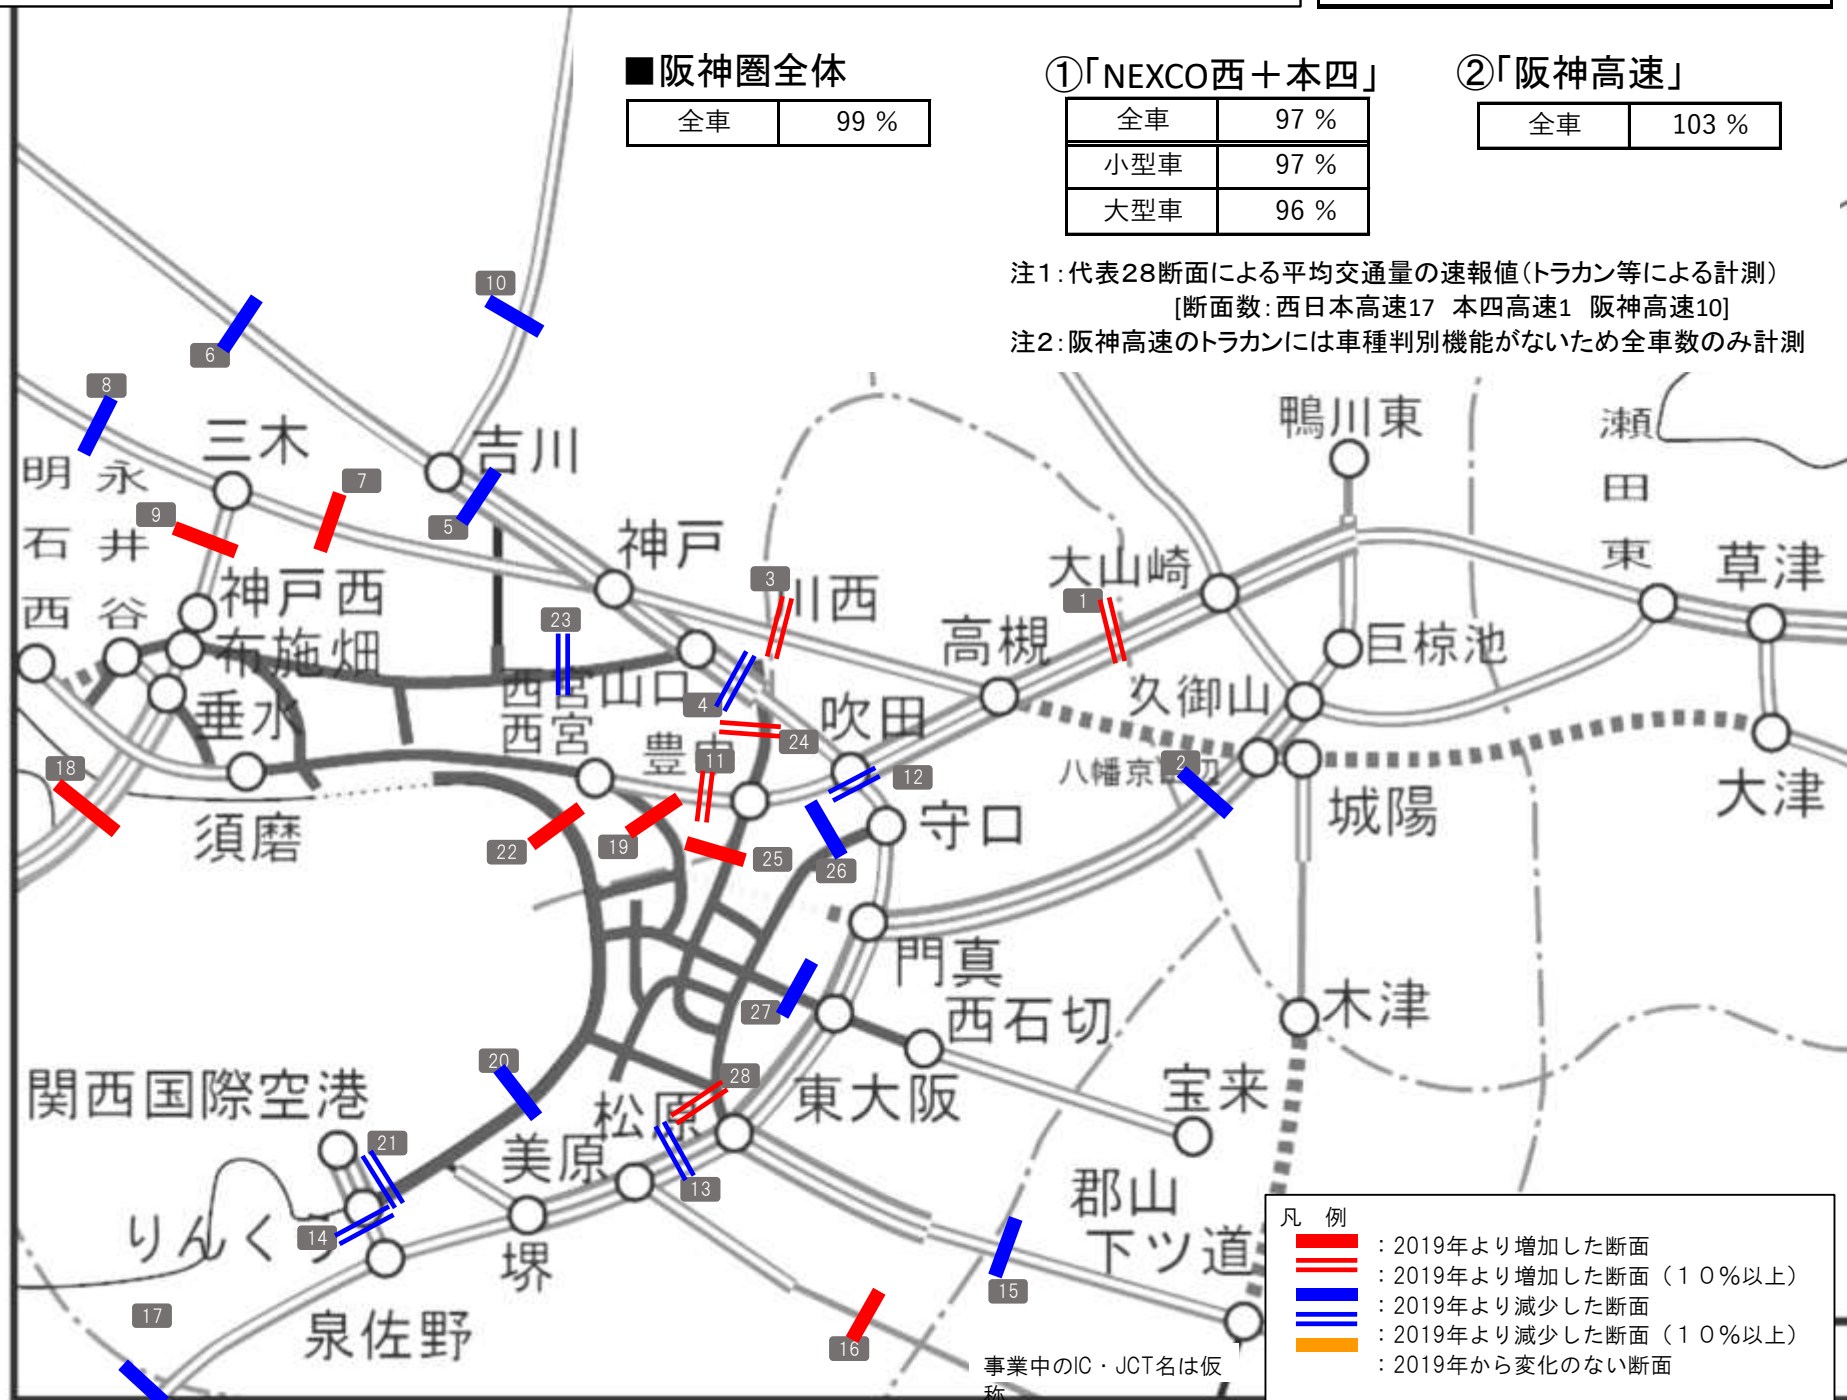 ■阪神圏全体
全車 99 %
①「NEXCO西＋本四」
全車 97 %
小型車 97 %
大型車 96 %
②「阪神高速」
全車 103 %
注1：代表28断面による平均交通量の速報値（トラカン等による計測）
[断面数：西日本高速17 本四高速1 阪神高速10]
注2：阪神高速のトラカンには車種判別機能がないため全車数のみ計測
10
6
8
三木
吉川
鴨川東
瀬田東
明石西
永井谷
7
9
5
神戸
3
川西
大山崎
1
草津
神戸西
布施畑
23
高槻
巨椋池
西宮山口
西宮
4
吹田
久御山
垂水
24
豊中
11
12
八幡京田辺
2
18
大津
須磨
22
19
25
26
守口
城陽
門真
27
西石切
木津
20
関西国際空港
28
松原
東大阪
宝来
21
美原
13
郡山
下ツ道
14
りんくう
堺
15
17
泉佐野
16
事業中のIC・JCT名は仮
称
凡 例
：2019年より増加した断面
：2019年より増加した断面（１０％以上）
：2019年より減少した断面
：2019年より減少した断面（１０％以上）
：2019年から変化のない断面